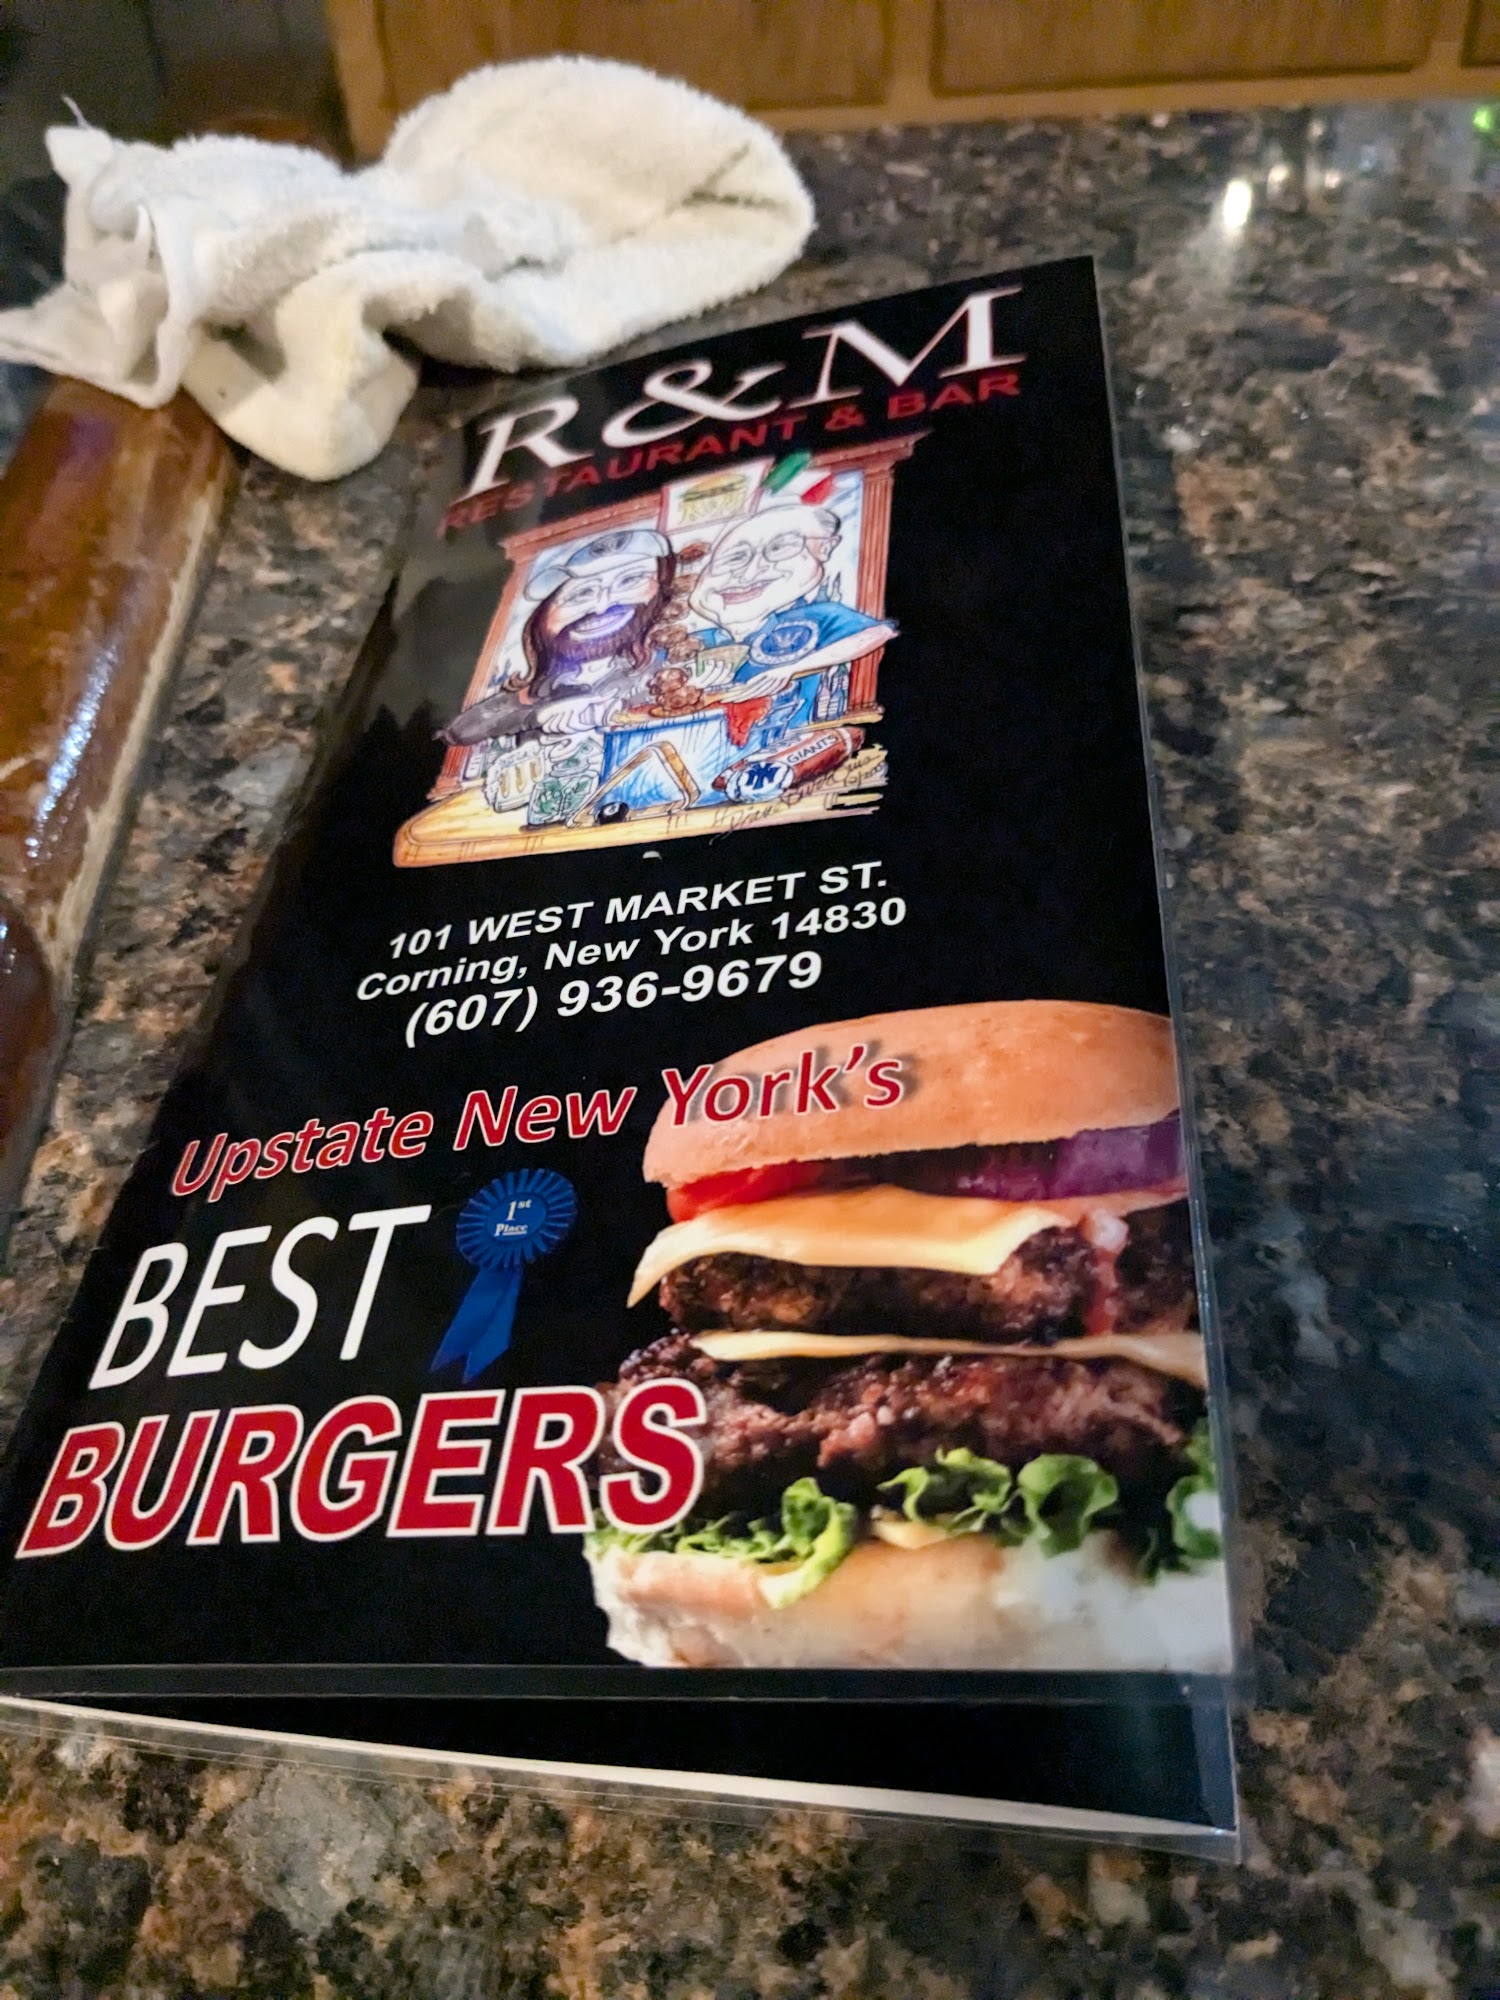 R&M
RESTAURANT & BAR
GIANTS
NY
101 WEST MARKET ST.
Corning, New York 14830
(607) 936-9679
Upstate New York's
BEST
1st
Place
BURGERS